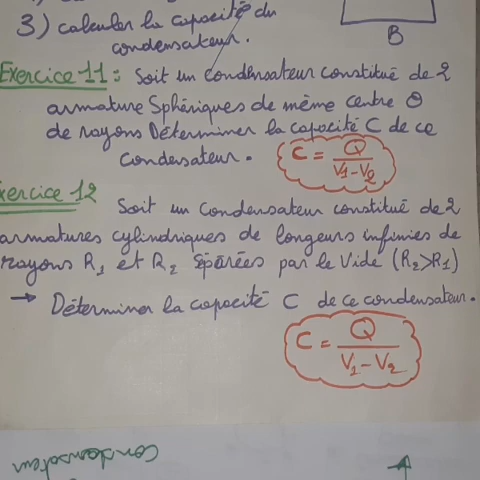 3) calculer la capacité du
condensateur.
B
Exercice 11 : Soit un condensateur constitué de 2
armature Sphériques de même centre O
de rayons Déterminer la capacité C de ce
condensateur.
C = Q / V1 - V2
Exercice 12
Soit un condensateur constitué de 2
armatures cylindriques de longeurs infinies de
rayons R1 et R2 Séparées par le vide (R2>R1)
→ Déterminer la capacité C de ce condensateur.
C = Q / V1 - V2
condensateur